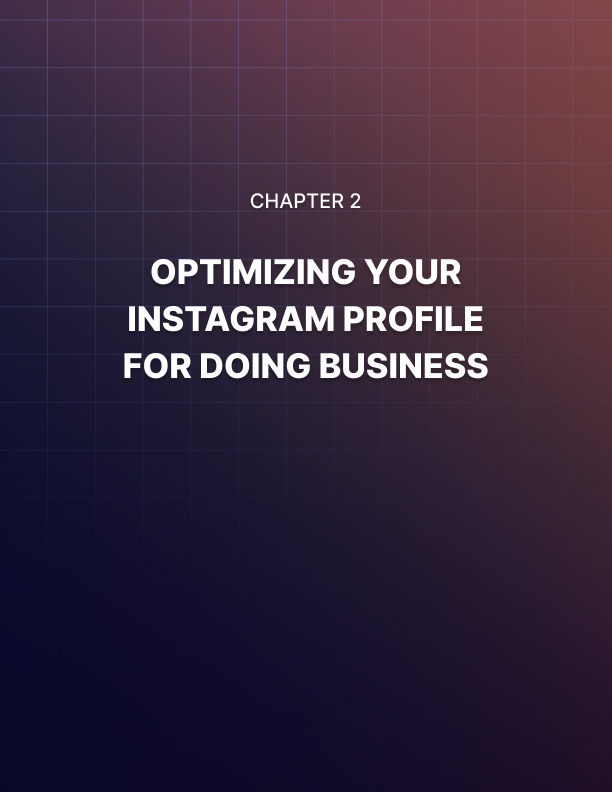 CHAPTER 2
OPTIMIZING YOUR
INSTAGRAM PROFILE
FOR DOING BUSINESS